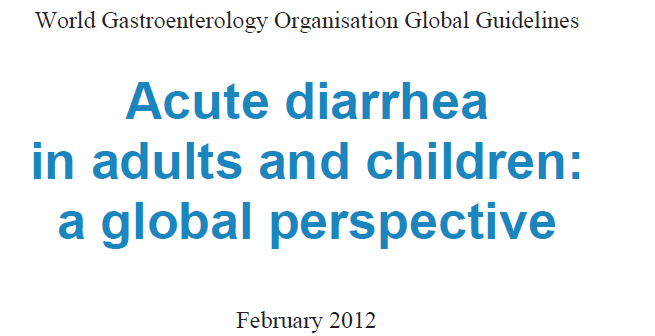 World Gastroenterology Organisation Global Guidelines
Acute diarrhea
in adults and children:
a global perspective
February 2012